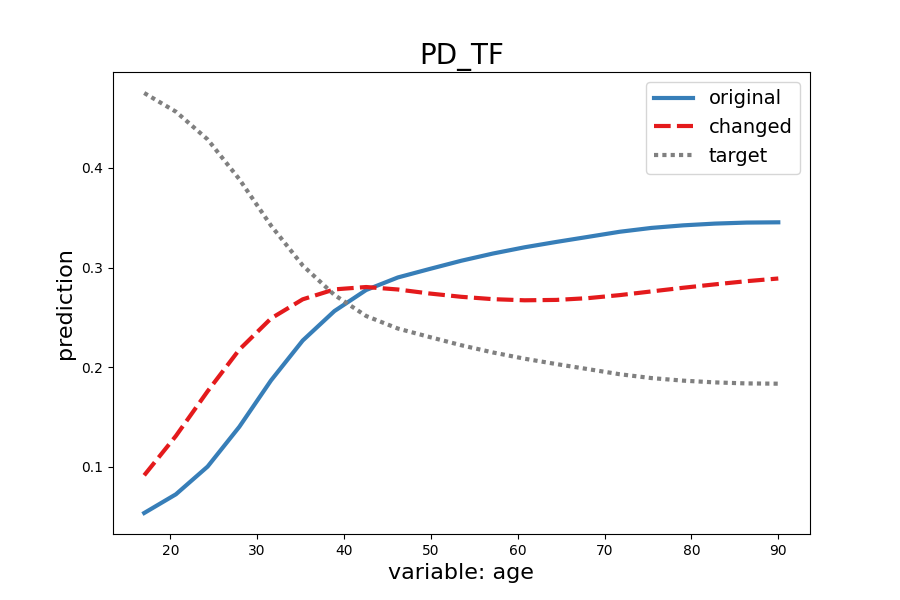 PD_TF
original
changed
target
prediction
0.4
0.3
0.2
0.1
20 30 40 50 60 70 80 90
variable: age